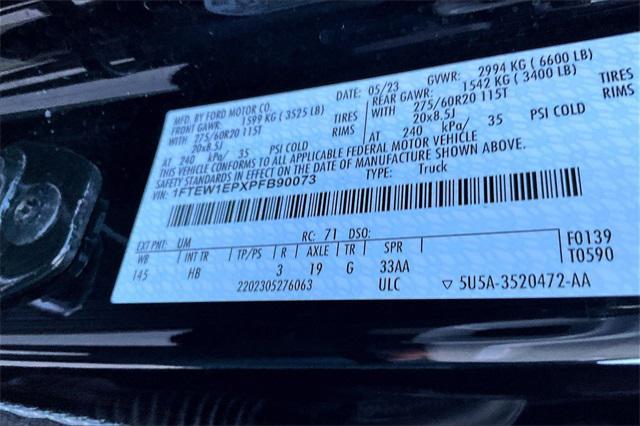 MFD. BY FORD MOTOR CO. DATE: 05/23 GVWR: 2994 KG ( 6600 LB)
FRONT GAWR: 1599 KG ( 3525 LB) REAR GAWR: 1542 KG ( 3400 LB)
WITH 275/60R20 115T TIRES WITH 275/60R20 115T TIRES
20x8.5J RIMS 20x8.5J RIMS
AT 240 kPa/ 35 PSI COLD AT 240 kPa/ 35 PSI COLD
THIS VEHICLE CONFORMS TO ALL APPLICABLE FEDERAL MOTOR VEHICLE
SAFETY STANDARDS IN EFFECT ON THE DATE OF MANUFACTURE SHOWN ABOVE.
VIN: 1FTEW1EPXPFB90073 TYPE: Truck
EXT PNT: UM RC: 71 DSO: F0139
WB INT TR TP/PS R AXLE TR SPR T0590
145 HB 3 19 G 33AA
2202305276063 ULC ▽ 5U5A-3520472-AA